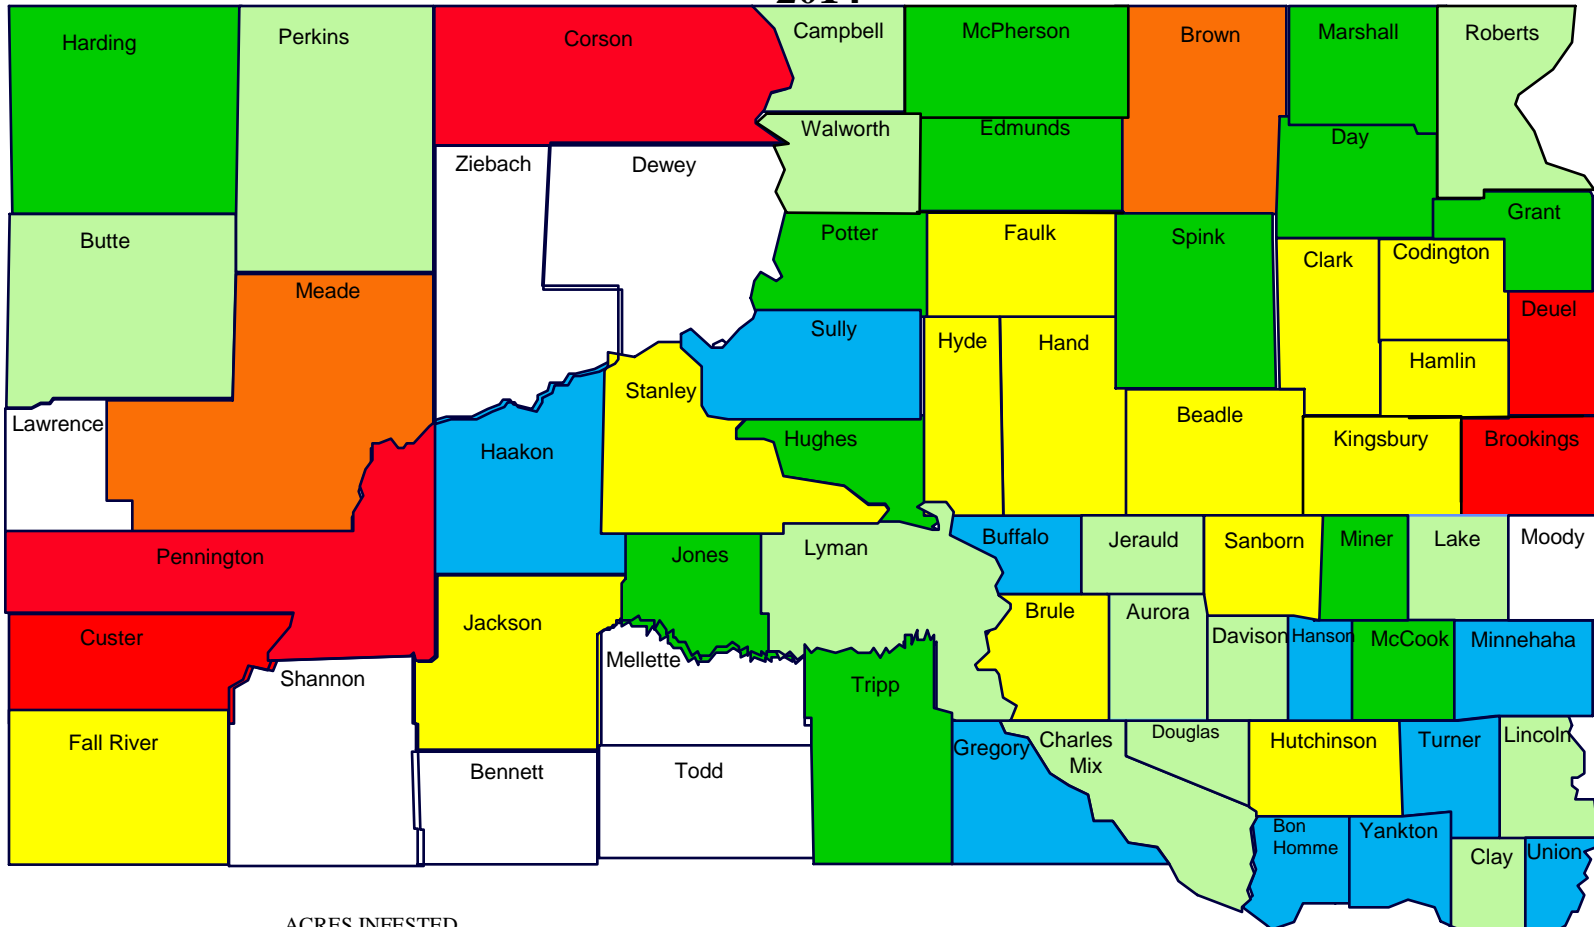 2014
Harding
Perkins
Corson
Campbell
McPherson
Brown
Marshall
Roberts
Walworth
Edmunds
Day
Ziebach
Dewey
Grant
Butte
Potter
Faulk
Spink
Clark
Codington
Meade
Deuel
Sully
Hyde
Hand
Hamlin
Stanley
Lawrence
Beadle
Hughes
Kingsbury
Brookings
Haakon
Buffalo
Jerauld
Sanborn
Miner
Lake
Moody
Pennington
Jones
Lyman
Custer
Jackson
Brule
Aurora
Davison
Hanson
McCook
Minnehaha
Mellette
Shannon
Tripp
Fall River
Gregory
Charles
Mix
Douglas
Hutchinson
Turner
Lincoln
Bennett
Todd
Bon
Homme
Yankton
Clay
Union
ACRES INFESTED